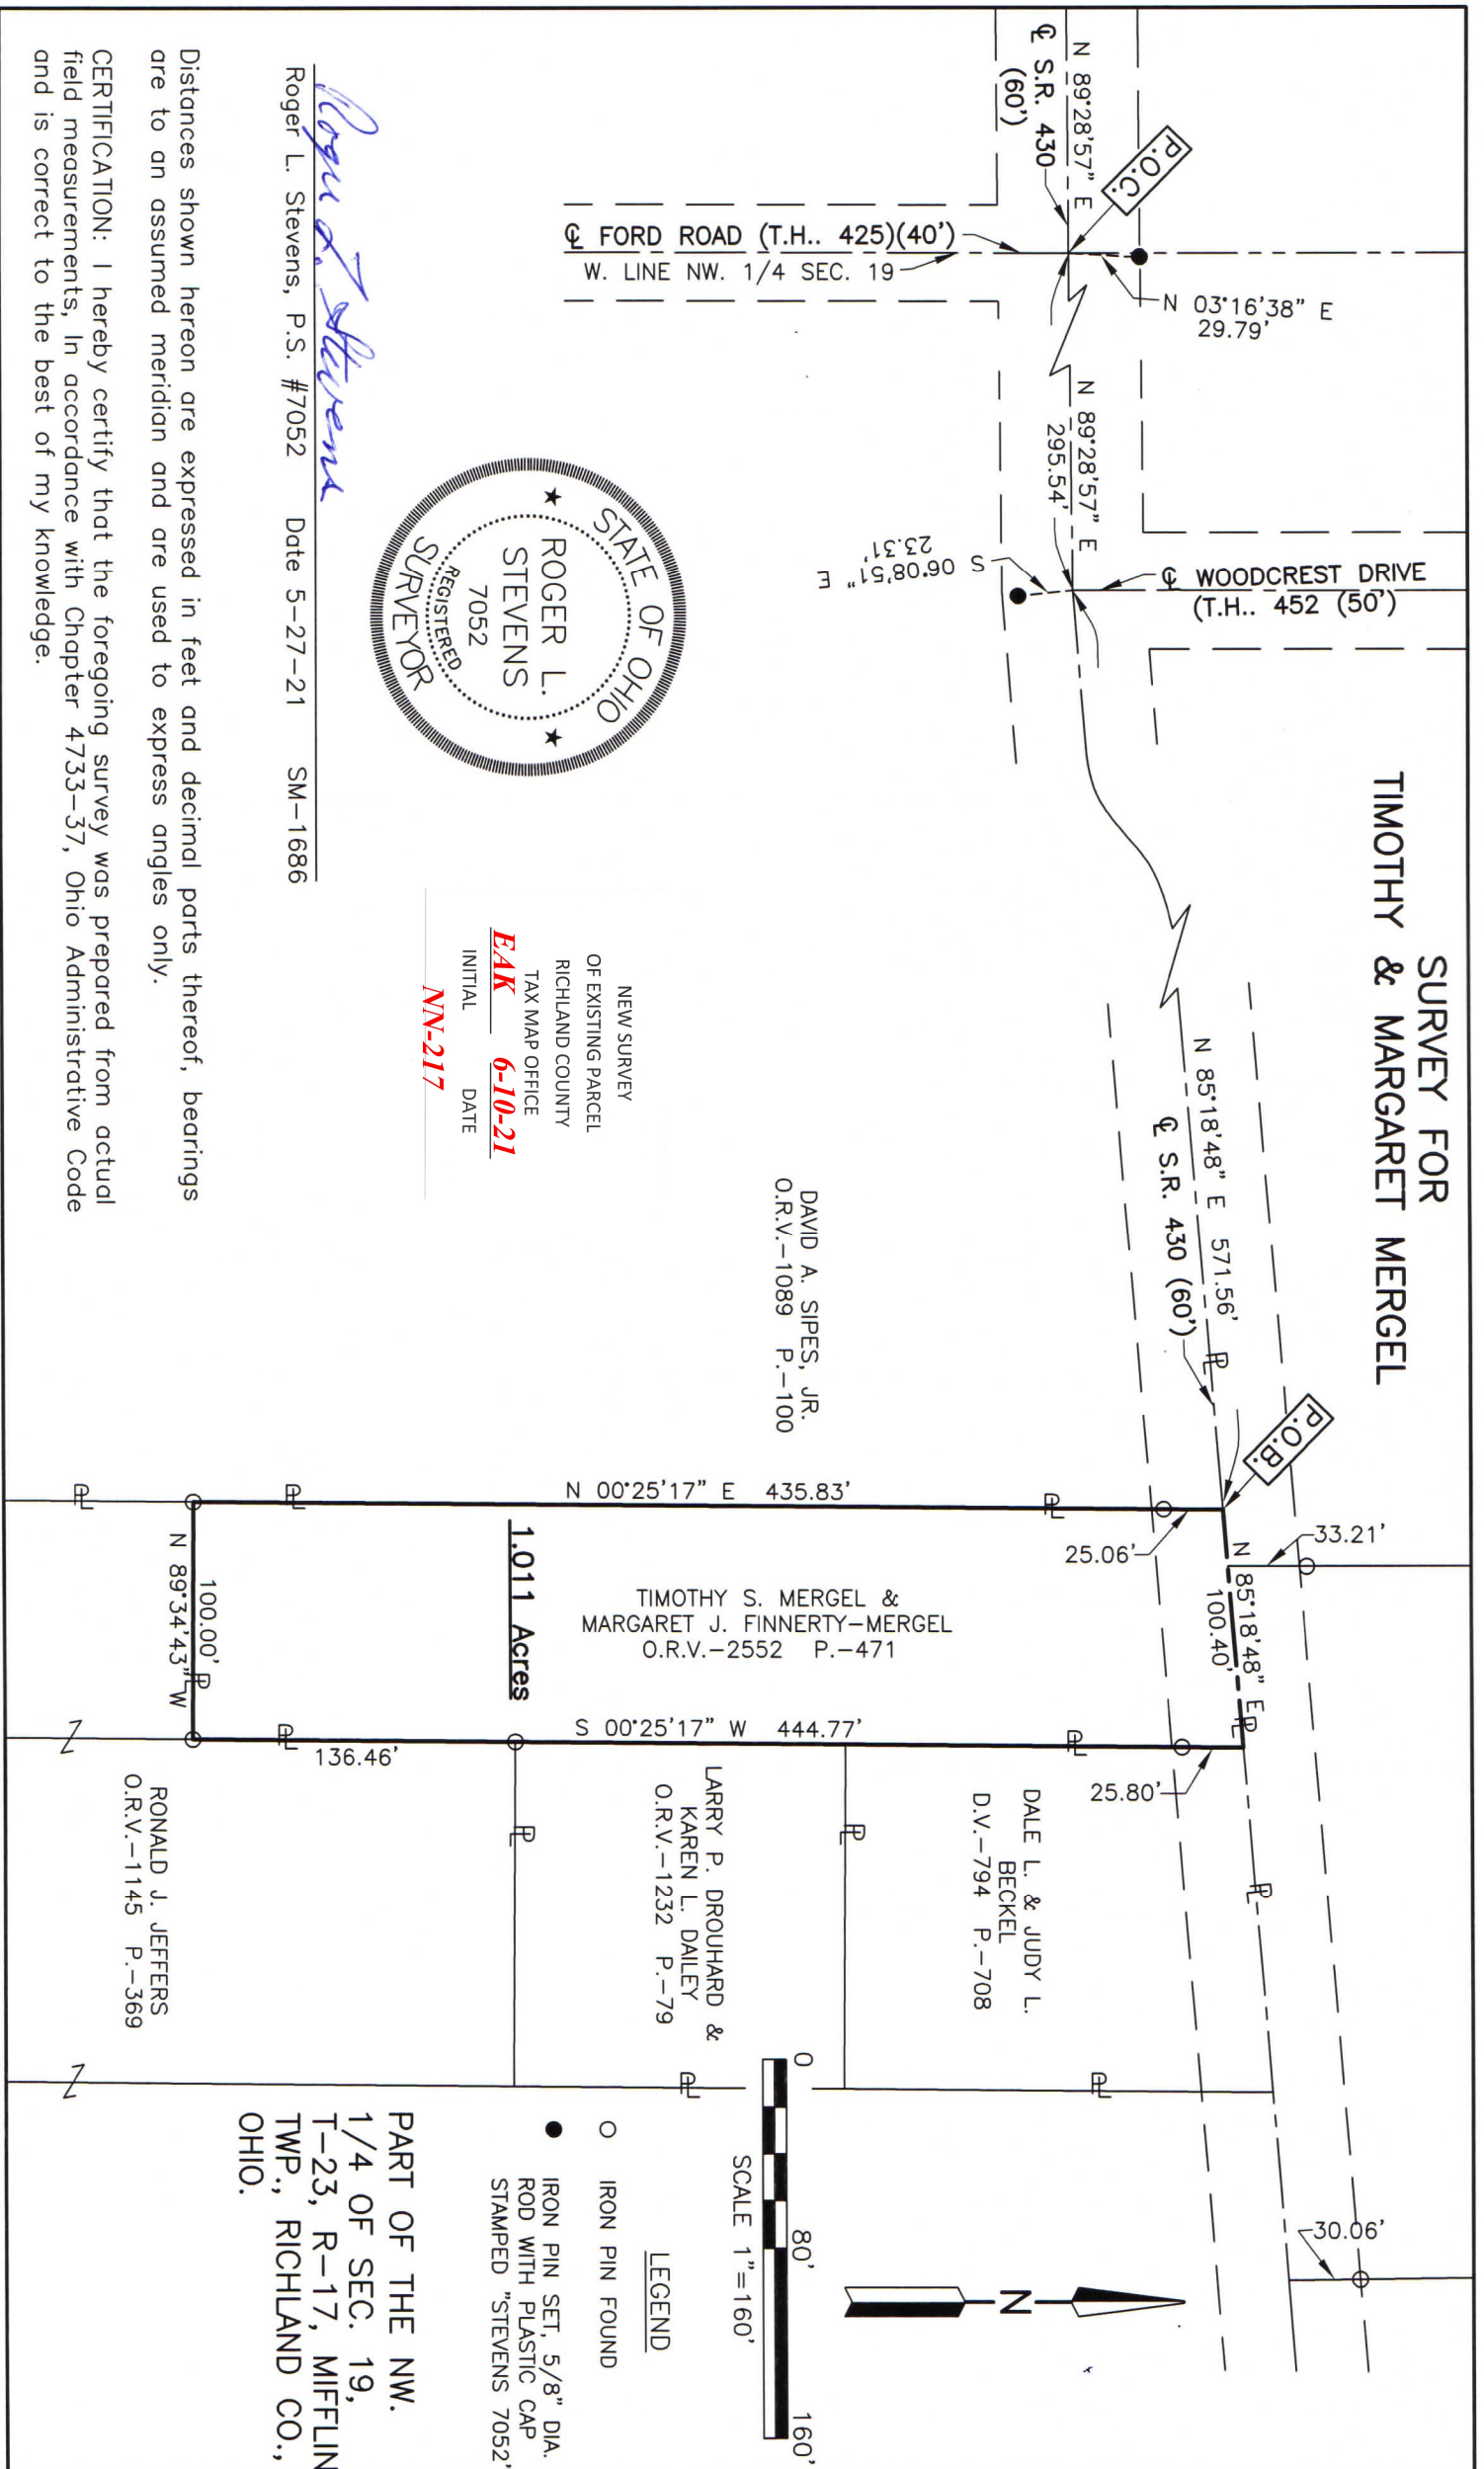 SURVEY FOR
TIMOTHY & MARGARET MERGEL
N 89°28'57" E
℄ S.R. 430
(60')
P.O.C.
℄ FORD ROAD (T.H.. 425)(40')
W. LINE NW. 1/4 SEC. 19
N 03°16'38" E
29.79'
N 89°28'57" E
295.54'
S 06°08'51" E
23.31'
℄ WOODCREST DRIVE
(T.H.. 452 (50')
N 85°18'48" E 571.56'
℄ S.R. 430 (60')
P.O.B.
33.21'
N 85°18'48" E
100.40'
25.06'
25.80'
30.06'
N 00°25'17" E 435.83'
S 00°25'17" W 444.77'
136.46'
100.00'
N 89°34'43" W
1.011 Acres
TIMOTHY S. MERGEL &
MARGARET J. FINNERTY-MERGEL
O.R.V.-2552 P.-471
DAVID A. SIPES, JR.
O.R.V.-1089 P.-100
DALE L. & JUDY L.
BECKEL
D.V.-794 P.-708
LARRY P. DROUHARD &
KAREN L. DAILEY
O.R.V.-1232 P.-79
RONALD J. JEFFERS
O.R.V.-1145 P.-369
N
0 80' 160'
SCALE 1"=160'
LEGEND
IRON PIN FOUND
IRON PIN SET, 5/8" DIA.
ROD WITH PLASTIC CAP
STAMPED "STEVENS 7052"
PART OF THE NW.
1/4 OF SEC. 19,
T-23, R-17, MIFFLIN
TWP., RICHLAND CO.,
OHIO.
NEW SURVEY
OF EXISTING PARCEL
RICHLAND COUNTY
TAX MAP OFFICE
EAK 6-10-21
INITIAL DATE
NN-217
STATE OF OHIO
ROGER L.
STEVENS
7052
REGISTERED
SURVEYOR
Roger L. Stevens
Roger L. Stevens, P.S. #7052 Date 5-27-21 SM-1686
Distances shown hereon are expressed in feet and decimal parts thereof, bearings
are to an assumed meridian and are used to express angles only.
CERTIFICATION: I hereby certify that the foregoing survey was prepared from actual
field measurements, In accordance with Chapter 4733-37, Ohio Administrative Code
and is correct to the best of my knowledge.